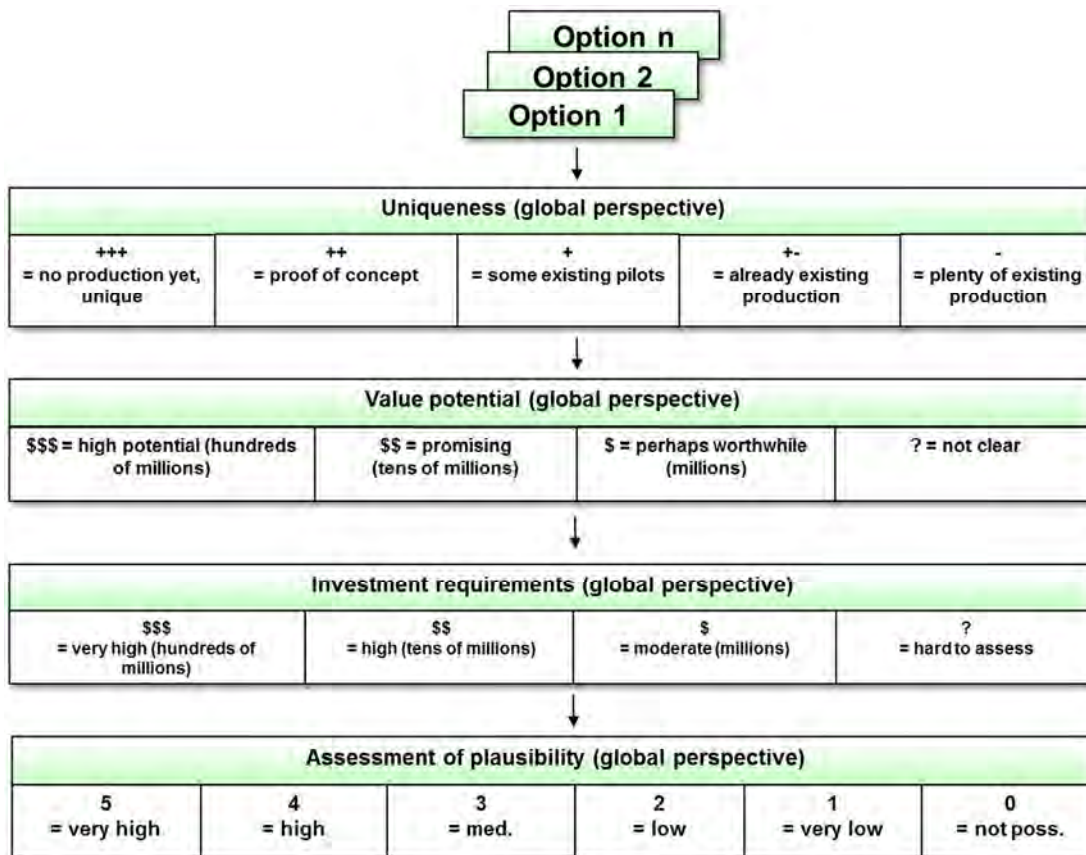 Option n
Option 2
Option 1
Uniqueness (global perspective)
+++
= no production yet,
unique
++
= proof of concept
+
= some existing pilots
+-
= already existing
production
-
= plenty of existing
production
Value potential (global perspective)
$$$ = high potential (hundreds
of millions)
$$ = promising
(tens of millions)
$ = perhaps worthwhile
(millions)
? = not clear
Investment requirements (global perspective)
$$$
= very high (hundreds of
millions)
$$
= high (tens of millions)
$
= moderate (millions)
?
= hard to assess
Assessment of plausibility (global perspective)
5
= very high
4
= high
3
= med.
2
= low
1
= very low
0
= not poss.